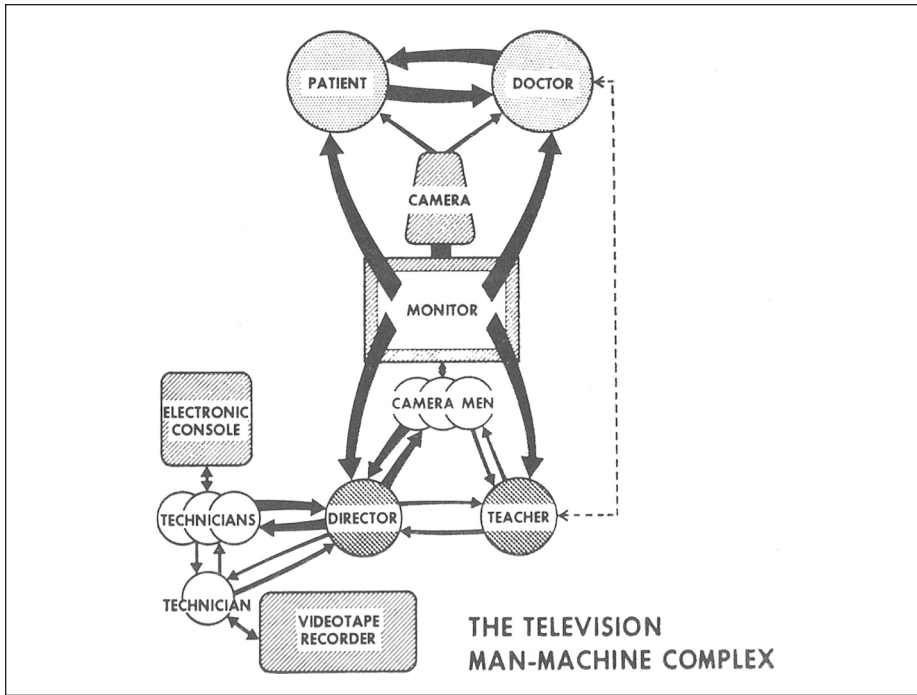 PATIENT
DOCTOR
CAMERA
MONITOR
CAMERA MEN
ELECTRONIC
CONSOLE
TECHNICIANS
DIRECTOR
TEACHER
TECHNICIAN
VIDEOTAPE
RECORDER
THE TELEVISION
MAN-MACHINE COMPLEX